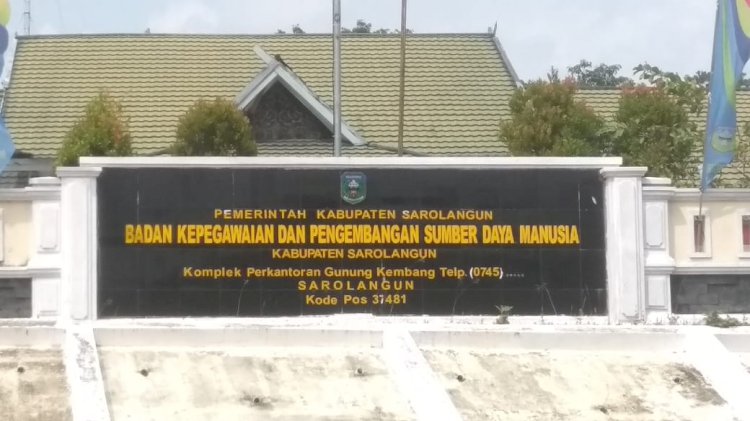 PEMERINTAH KABUPATEN SAROLANGUN
BADAN KEPEGAWAIAN DAN PENGEMBANGAN SUMBER DAYA MANUSIA
KABUPATEN SAROLANGUN
Komplek Perkantoran Gunung Kembang Telp.(0745).....
SAROLANGUN
Kode Pos 37481